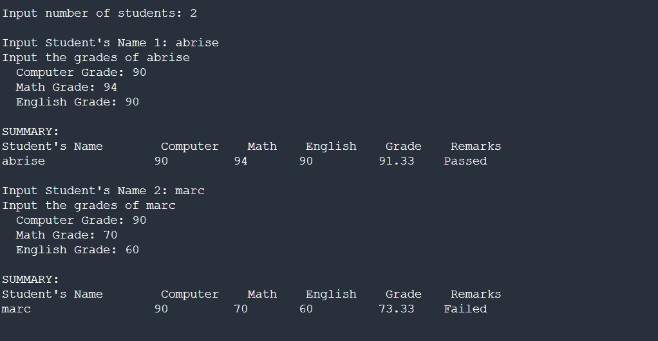 Input number of students: 2
Input Student's Name 1: abrise
Input the grades of abrise
Computer Grade: 90
Math Grade: 94
English Grade: 90
SUMMARY:
Student's Name Computer Math English Grade Remarks
abrise 90 94 90 91.33 Passed
Input Student's Name 2: marc
Input the grades of marc
Computer Grade: 90
Math Grade: 70
English Grade: 60
SUMMARY:
Student's Name Computer Math English Grade Remarks
marc 90 70 60 73.33 Failed